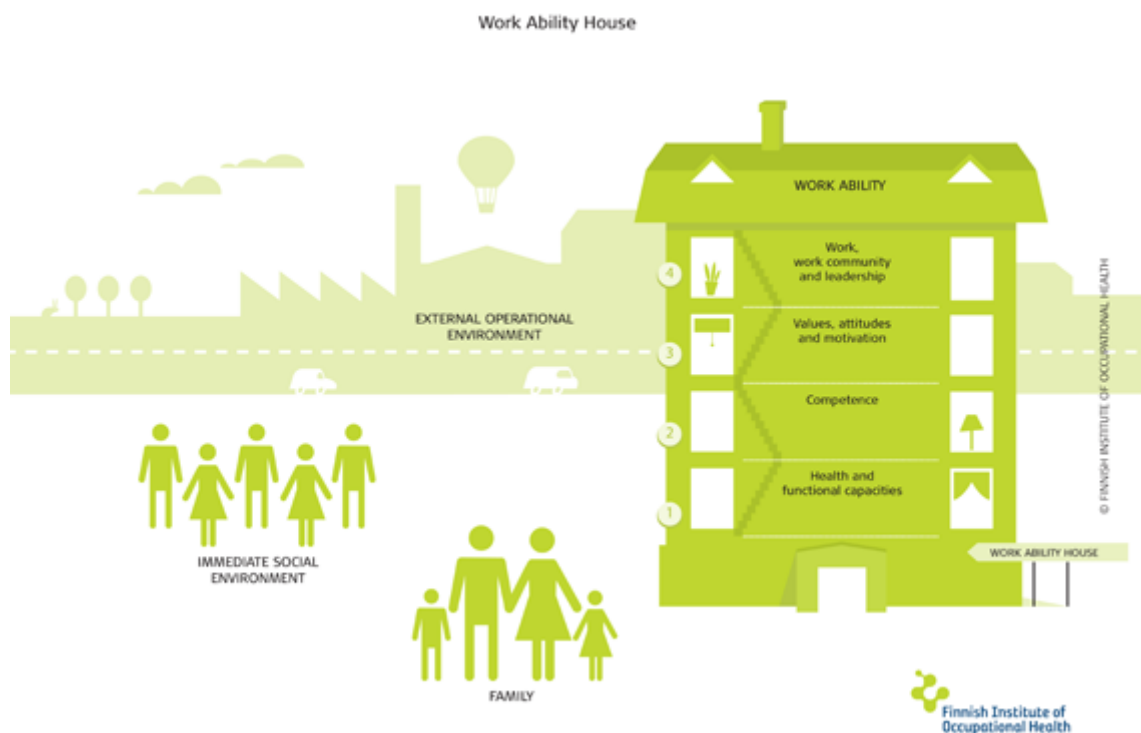 Work Ability House
WORK ABILITY
4
Work,
work community
and leadership
EXTERNAL OPERATIONAL
ENVIRONMENT
3
Values, attitudes
and motivation
2
Competence
1
Health and
functional capacities
WORK ABILITY HOUSE
IMMEDIATE SOCIAL
ENVIRONMENT
FAMILY
© FINNISH INSTITUTE OF OCCUPATIONAL HEALTH
Finnish Institute of
Occupational Health